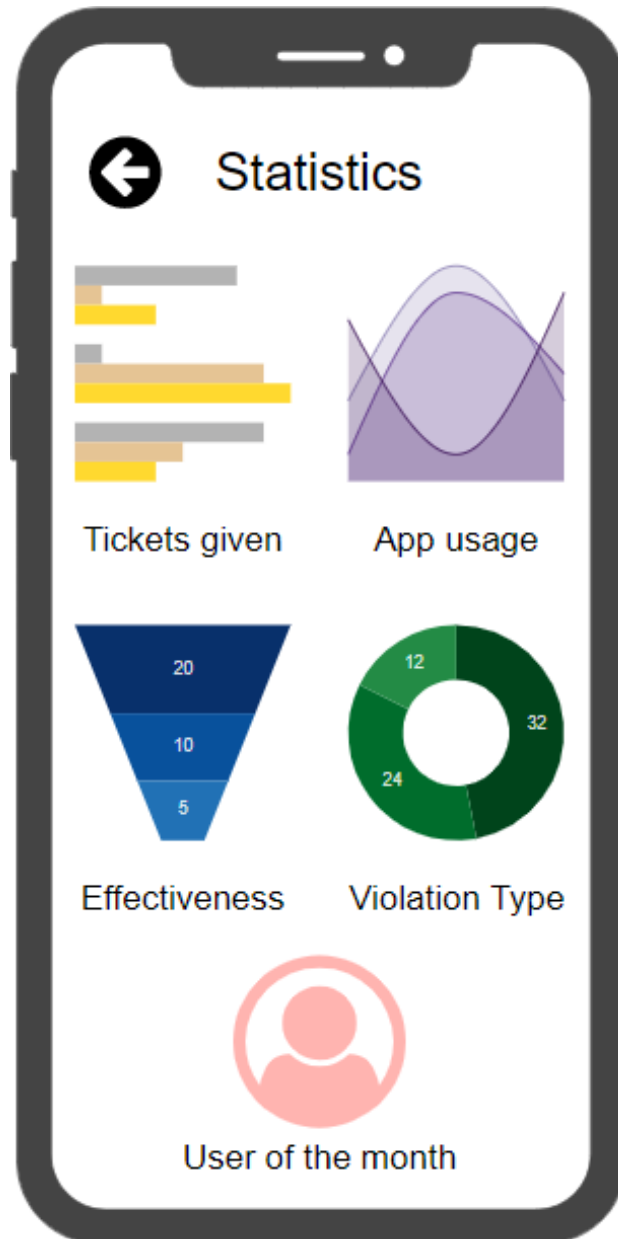 Statistics
Tickets given
App usage
20
10
5
12
32
24
Effectiveness
Violation Type
User of the month